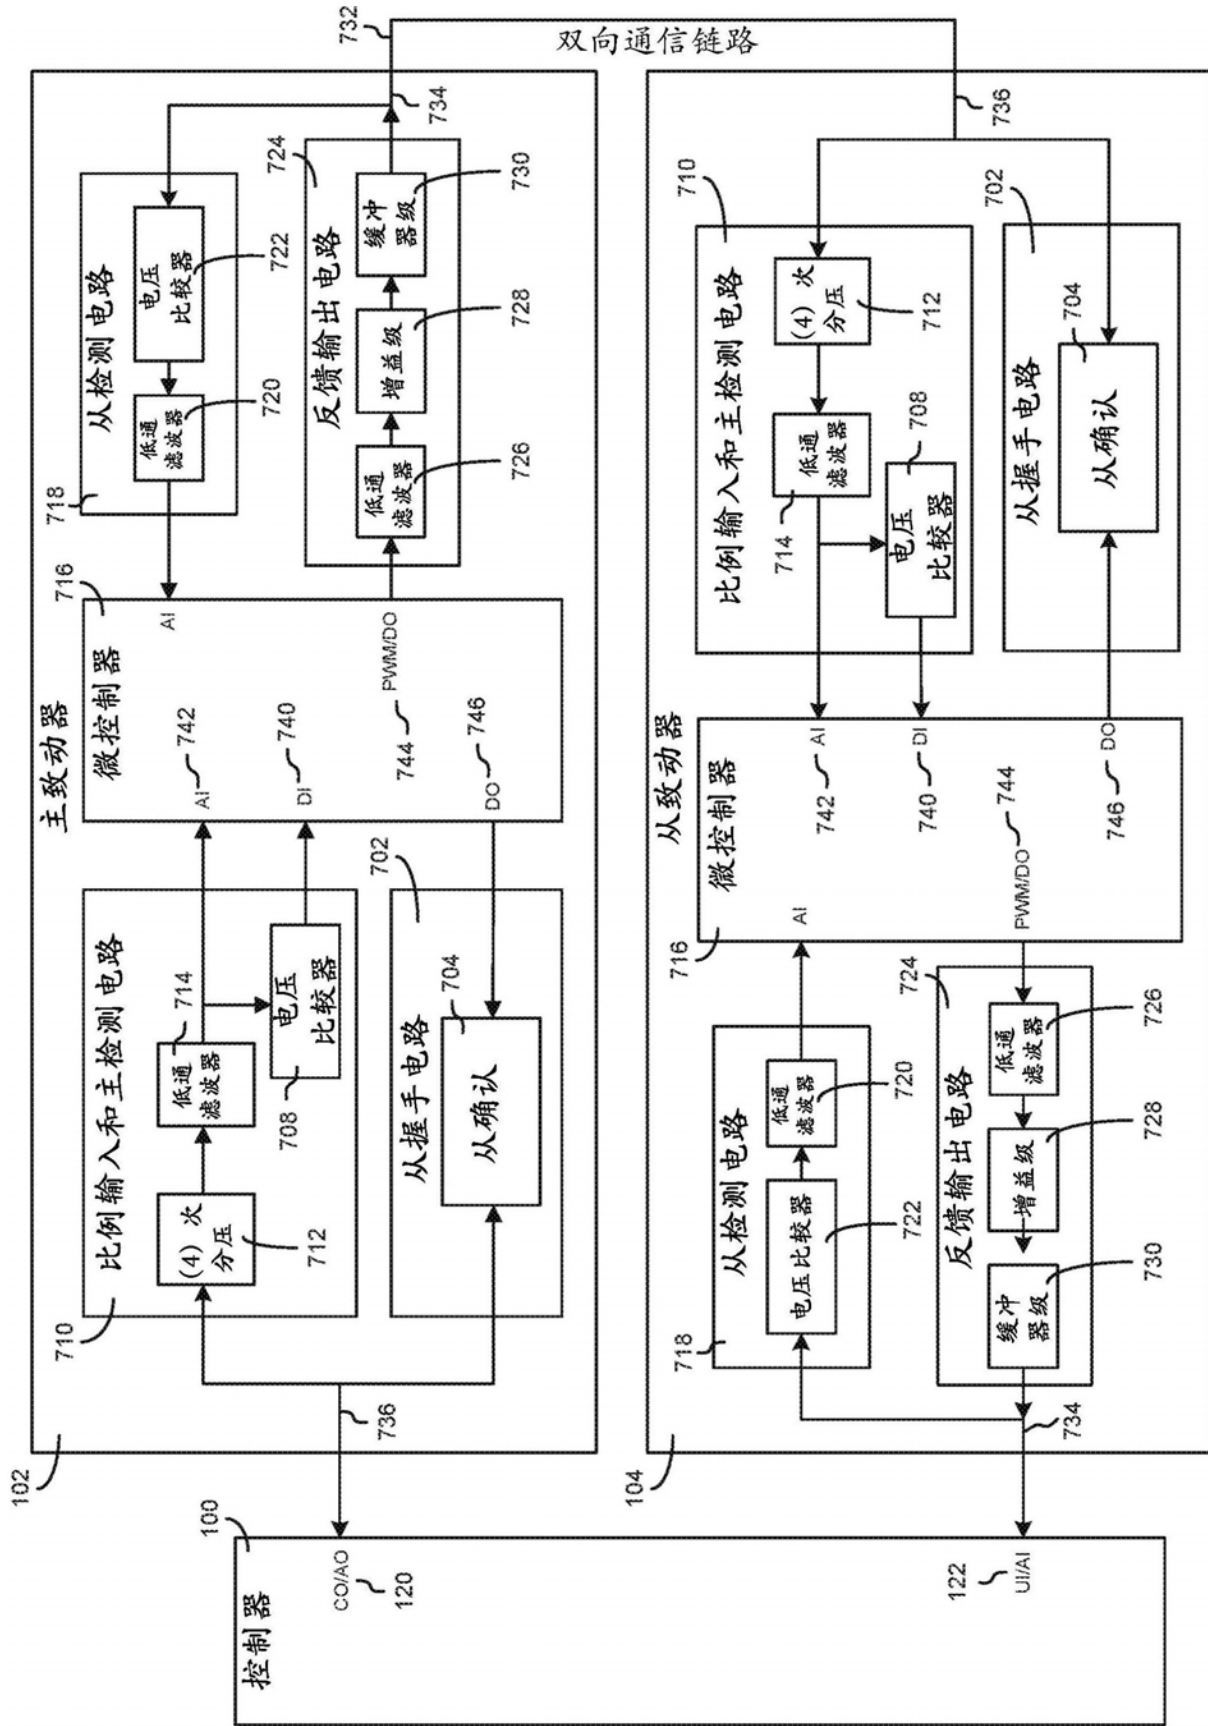 控制器
100
CO/AO
120
UI/AI
122
102
主致动器
710
比例输入和主检测电路
(4) 次
分压
712
低通
滤波器
714
电压
比较器
708
702
从握手电路
从确认
704
736
微控制器
716
AI
742
DI
740
PWM/DO
744
DO
746
AI
718
从检测电路
低通
滤波器
720
电压
比较器
722
724
反馈输出电路
低通
滤波器
726
增益级
728
缓冲
器级
730
734
732
双向通信链路
104
从致动器
718
从检测电路
电压比较器
722
低通
滤波器
720
724
反馈输出电路
缓冲
器级
730
增益级
728
低通
滤波器
726
734
716
微控制器
AI
PWM/DO
744
AI
742
DI
740
DO
746
710
比例输入和主检测电路
低通
滤波器
714
(4) 次
分压
712
电压
比较器
708
702
从握手电路
从确认
704
736